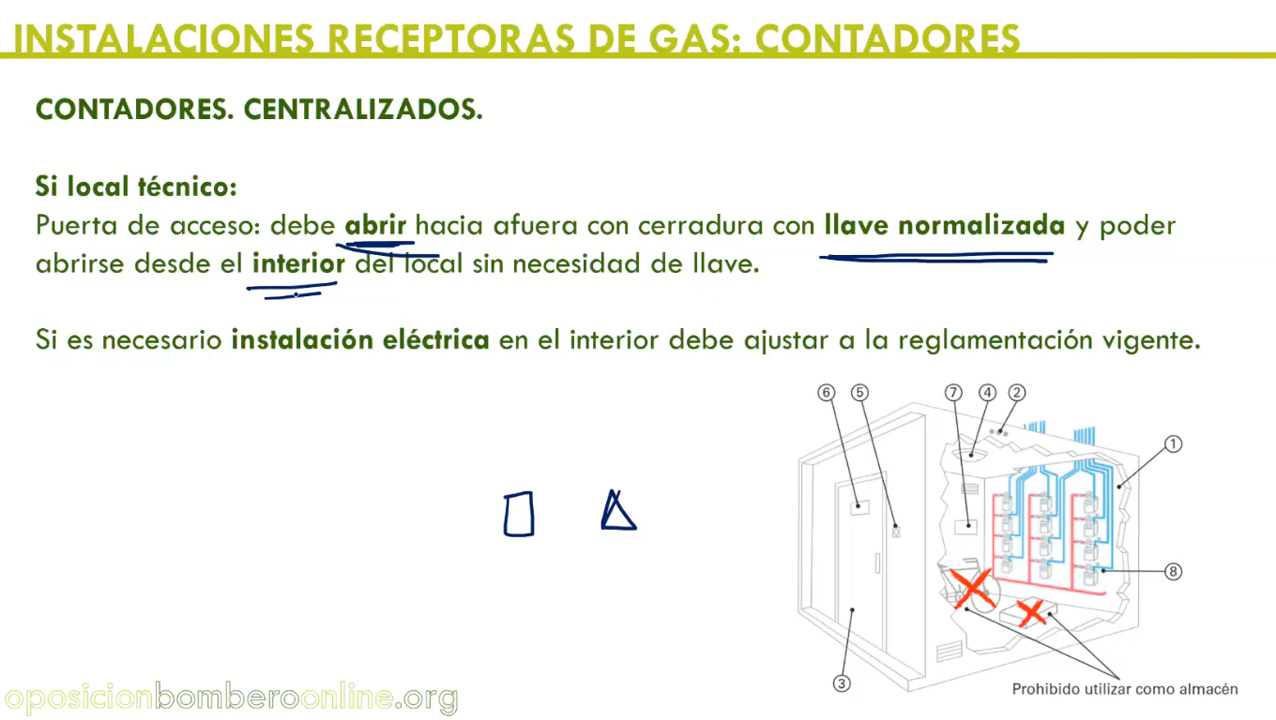 INSTALACIONES RECEPTORAS DE GAS: CONTADORES
CONTADORES. CENTRALIZADOS.
Si local técnico:
Puerta de acceso: debe abrir hacia afuera con cerradura con llave normalizada y poder
abrirse desde el interior del local sin necesidad de llave.
Si es necesario instalación eléctrica en el interior debe ajustar a la reglamentación vigente.
6 5 7 4 2
1
8
3
Prohibido utilizar como almacén
oposicionbomberoonline.org